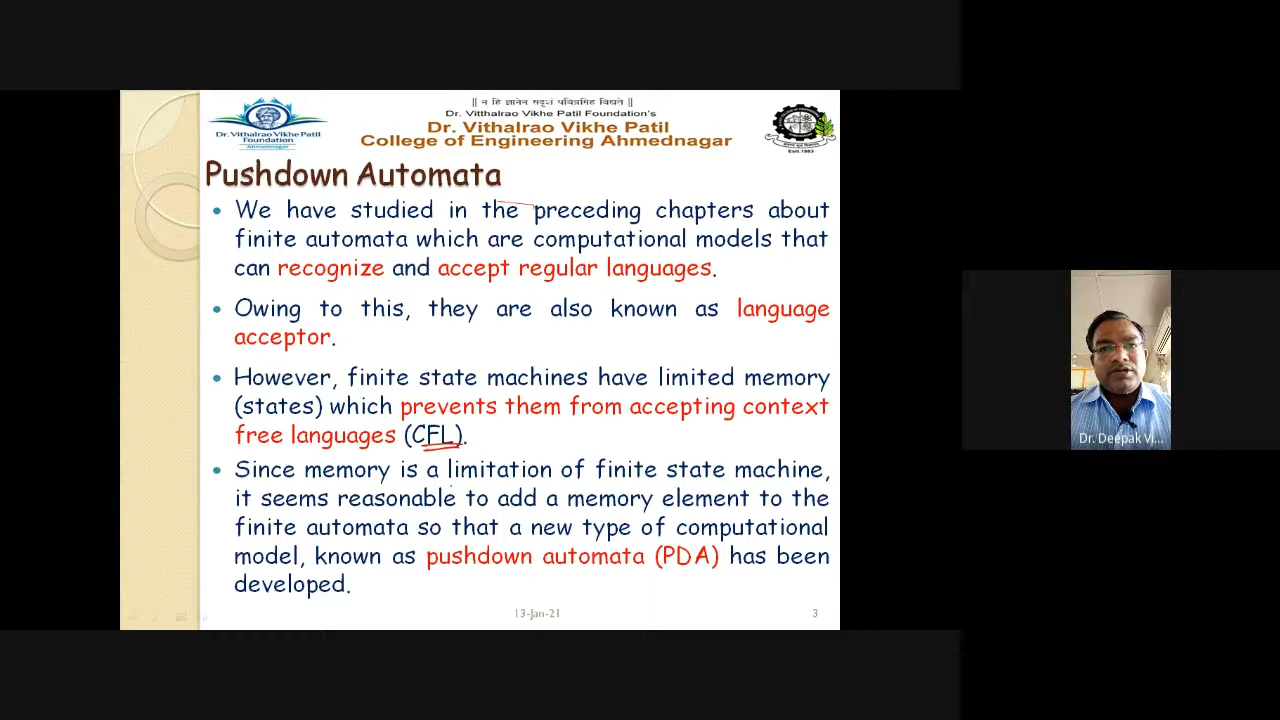 || न हि ज्ञानेन सदृशं पवित्रमिह विद्यते ||
Dr. Vitthalrao Vikhe Patil Foundation's
Dr. Vithalrao Vikhe Patil
College of Engineering Ahmednagar
Dr. Vithalrao Vikhe Patil
Foundation
Ahmednagar
Estd.1983
Pushdown Automata
• We have studied in the preceding chapters about
finite automata which are computational models that
can recognize and accept regular languages.
• Owing to this, they are also known as language
acceptor.
• However, finite state machines have limited memory
(states) which prevents them from accepting context
free languages (CFL).
• Since memory is a limitation of finite state machine,
it seems reasonable to add a memory element to the
finite automata so that a new type of computational
model, known as pushdown automata (PDA) has been
developed.
13-Jan-21
3
Dr. Deepak Vi...